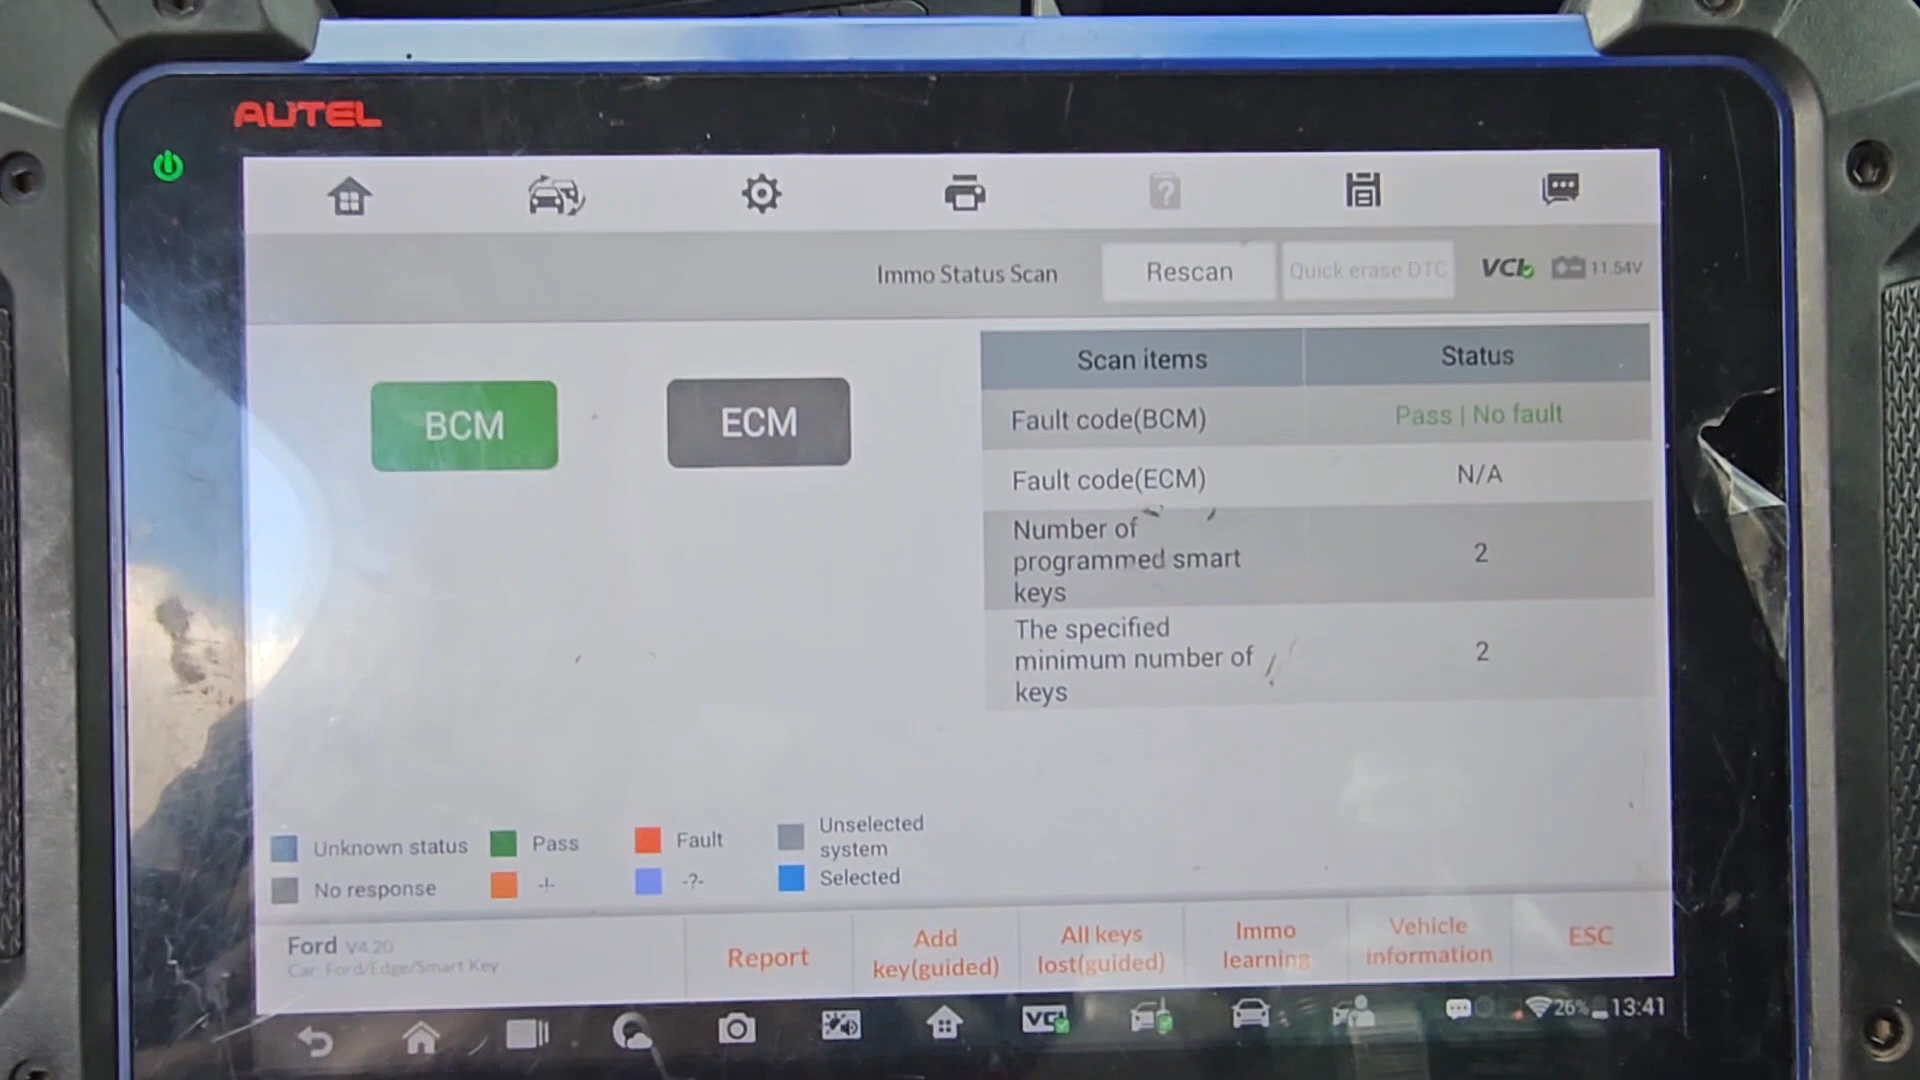 AUTEL
?
Immo Status Scan
Rescan
Quick erase DTC
VCI
11.54V
BCM
ECM
Scan items
Status
Fault code(BCM)
Pass | No fault
Fault code(ECM)
N/A
Number of
programmed smart
keys
2
The specified
minimum number of
keys
2
Unknown status
Pass
Fault
Unselected
system
No response
-!-
-?-
Selected
Ford V4.20
Car: Ford/Edge/Smart Key
Report
Add
key(guided)
All keys
lost(guided)
Immo
learning
Vehicle
information
ESC
VCI
26%
13:41